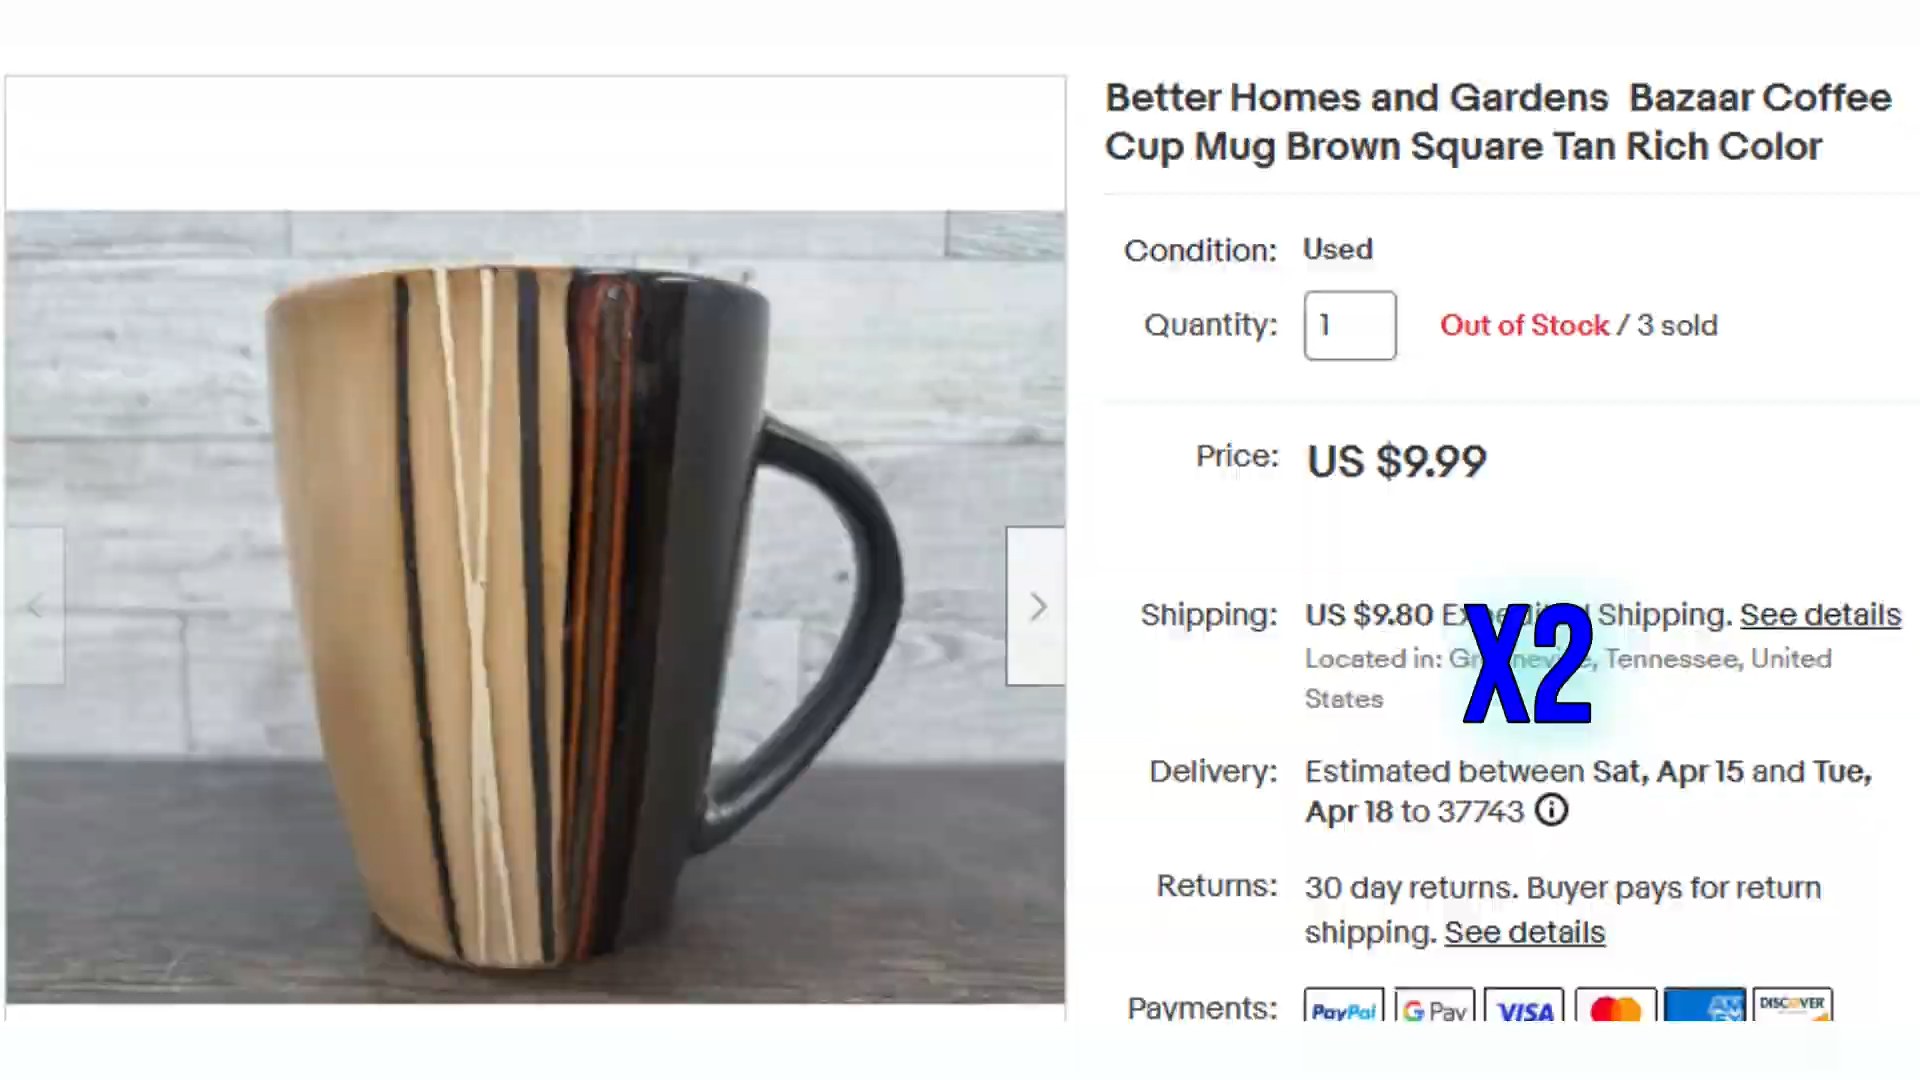 Better Homes and Gardens Bazaar Coffee
Cup Mug Brown Square Tan Rich Color
Condition: Used
Quantity: 1 Out of Stock / 3 sold
Price: US $9.99
Shipping: US $9.80 Expedited Shipping. See details
Located in: Greeneville, Tennessee, United
States
X2
Delivery: Estimated between Sat, Apr 15 and Tue,
Apr 18 to 37743
Returns: 30 day returns. Buyer pays for return
shipping. See details
Payments: PayPal G Pay VISA DISCOVER